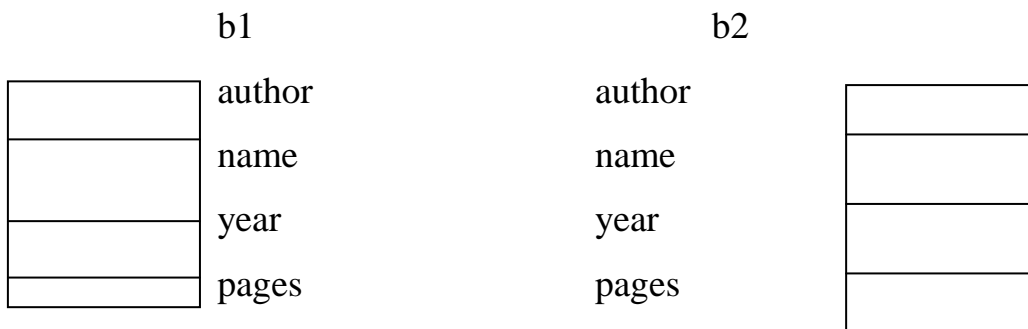 b1 b2
author author
name name
year year
pages pages